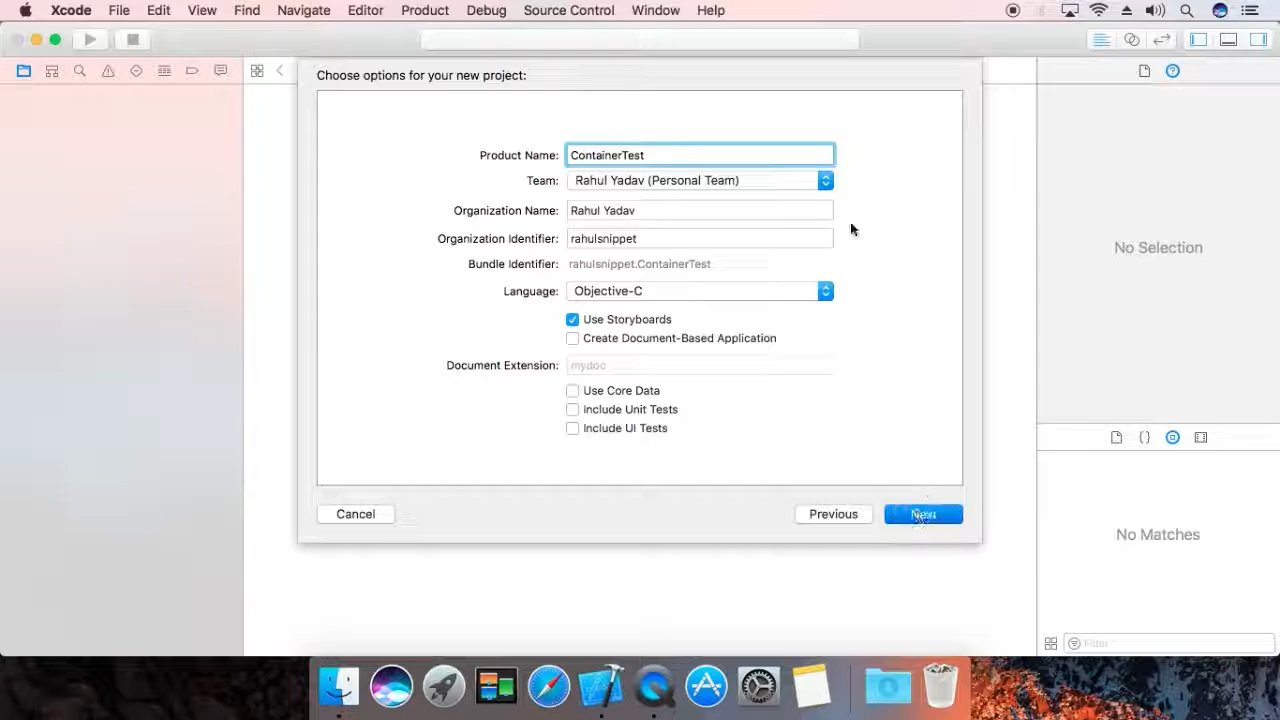 Xcode File Edit View Find Navigate Editor Product Debug Source Control Window Help
Choose options for your new project:
Product Name: ContainerTest
Team: Rahul Yadav (Personal Team)
Organization Name: Rahul Yadav
Organization Identifier: rahulsnippet
Bundle Identifier: rahulsnippet.ContainerTest
Language: Objective-C
Use Storyboards
Create Document-Based Application
Document Extension: mydoc
Use Core Data
Include Unit Tests
Include UI Tests
Cancel Previous
No Selection
No Matches
Filter